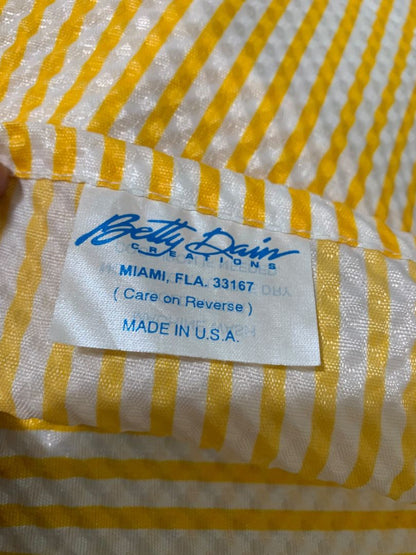 Betty Dain
CREATIONS
MIAMI, FLA. 33167
( Care on Reverse )
MADE IN U.S.A.